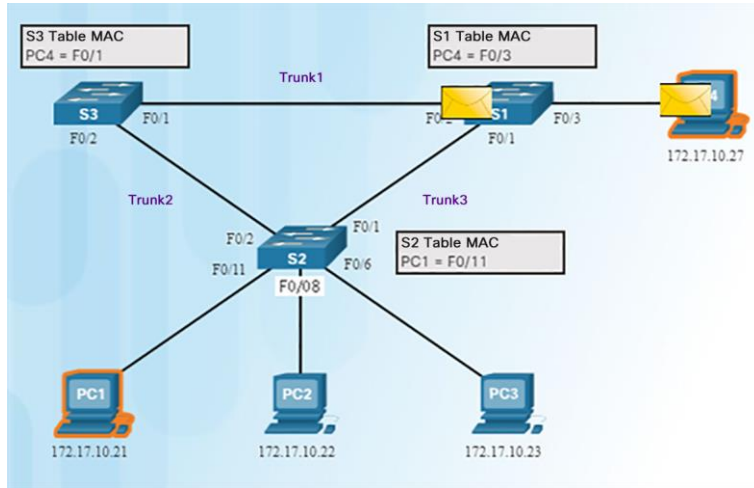 S3 Table MAC
PC4 = F0/1
S1 Table MAC
PC4 = F0/3
Trunk1
S3
F0/1
S1
F0/3
F0/2
F0/1
172.17.10.27
Trunk2
Trunk3
F0/2
F0/1
S2 Table MAC
PC1 = F0/11
S2
F0/11
F0/6
F0/08
PC1
PC2
PC3
172.17.10.21
172.17.10.22
172.17.10.23